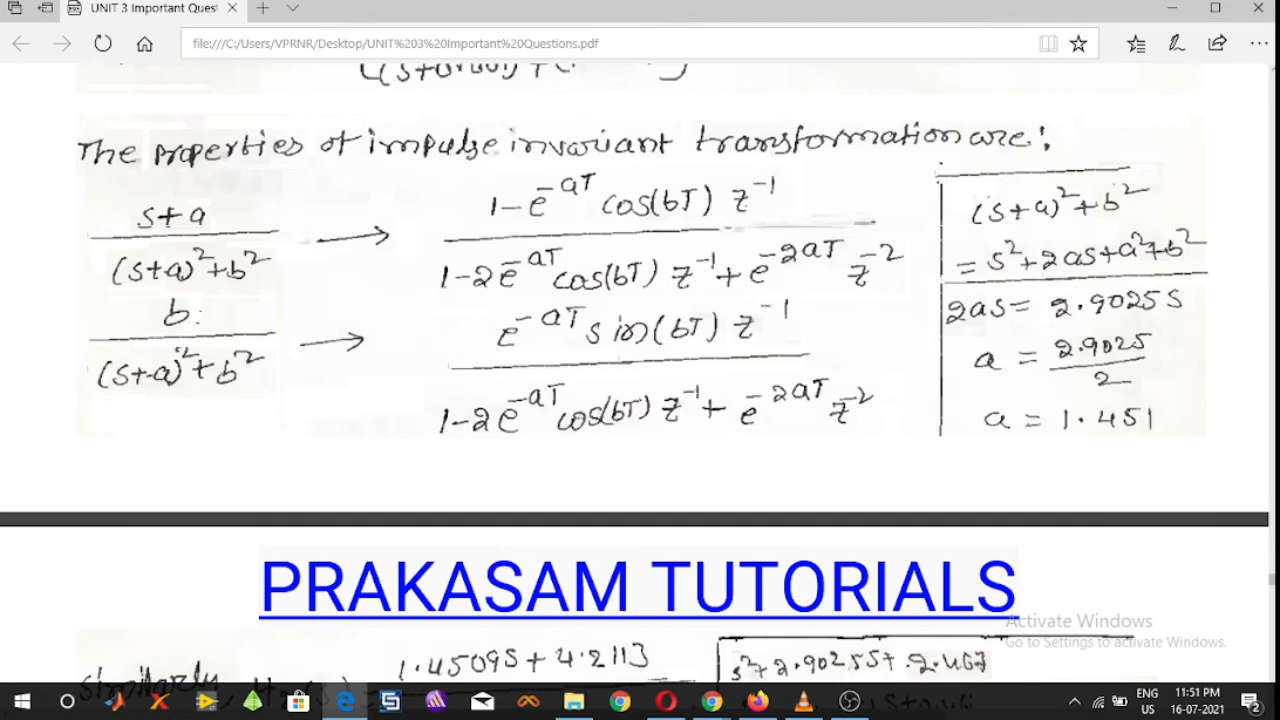 UNIT 3 Important Quest
file:///C:/Users/VPRNR/Desktop/UNIT%203%20Important%20Questions.pdf
The properties of impulse invariant transformation are:
s+a
(s+a)²+b²
→
1-e^-aT cos(bT) z^-1
1-2e^-aT cos(bT) z^-1 + e^-2aT z^-2
b
(s+a)²+b²
→
e^-aT sin(bT) z^-1
1-2e^-aT cos(bT) z^-1 + e^-2aT z^-2
(s+a)²+b²
= s²+2as+a²+b²
2as = 2.9025s
a = 2.9025
2
a = 1.451
PRAKASAM TUTORIALS
Activate Windows
Go to Settings to activate Windows.
similarly,
1.4509s + 4.2113
s²+2.9025s+2.467
ENG
US
11:51 PM
16-07-2021
2